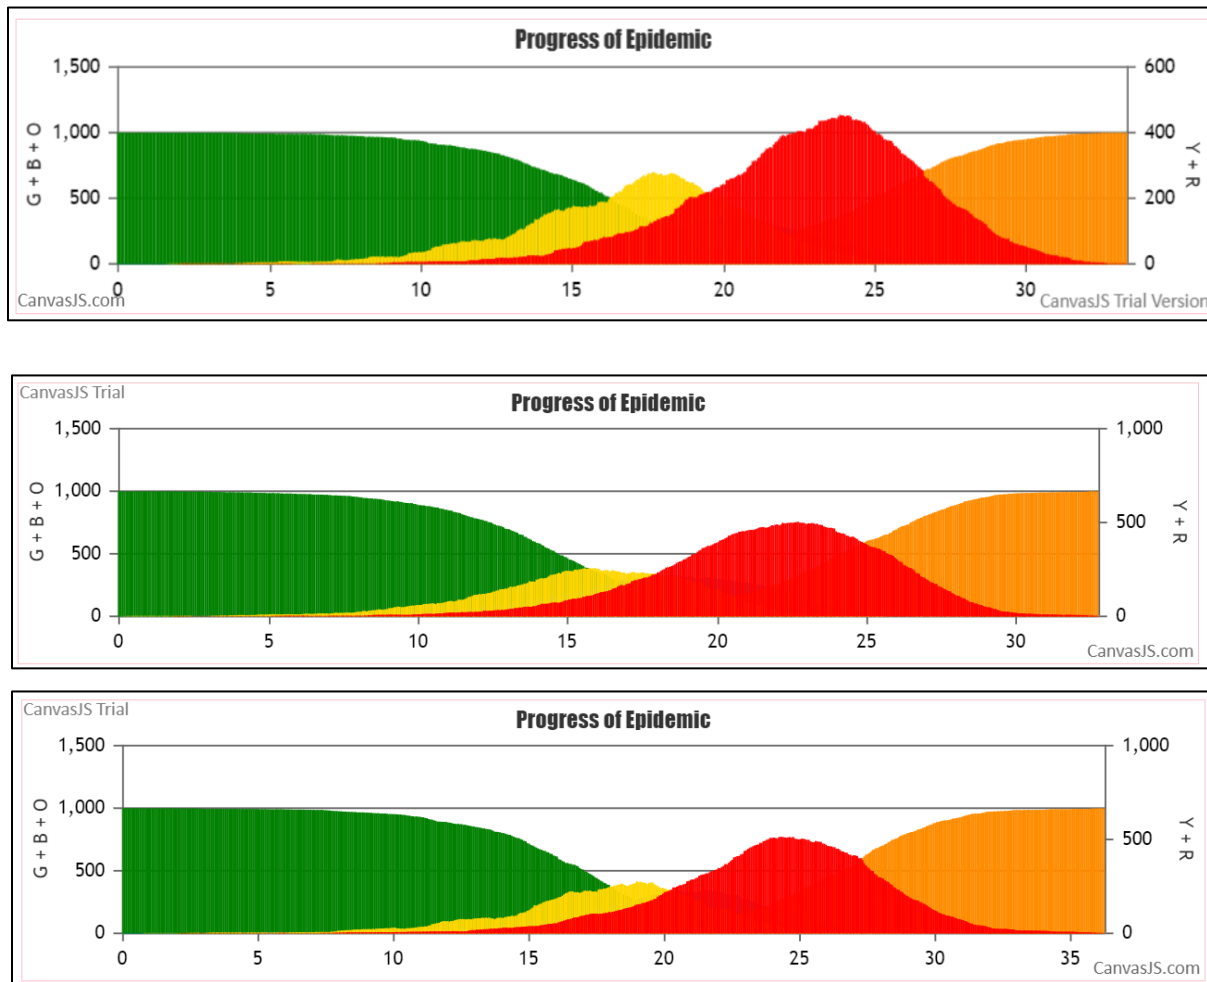 Progress of Epidemic
1,500
1,000
500
0
G + B + O
600
400
200
0
Y + R
0 5 10 15 20 25 30
CanvasJS.com
CanvasJS Trial Version
CanvasJS Trial
Progress of Epidemic
1,500
1,000
500
0
G + B + O
1,000
500
0
Y + R
0 5 10 15 20 25 30
CanvasJS.com
CanvasJS Trial
Progress of Epidemic
1,500
1,000
500
0
G + B + O
1,000
500
0
Y + R
0 5 10 15 20 25 30 35
CanvasJS.com